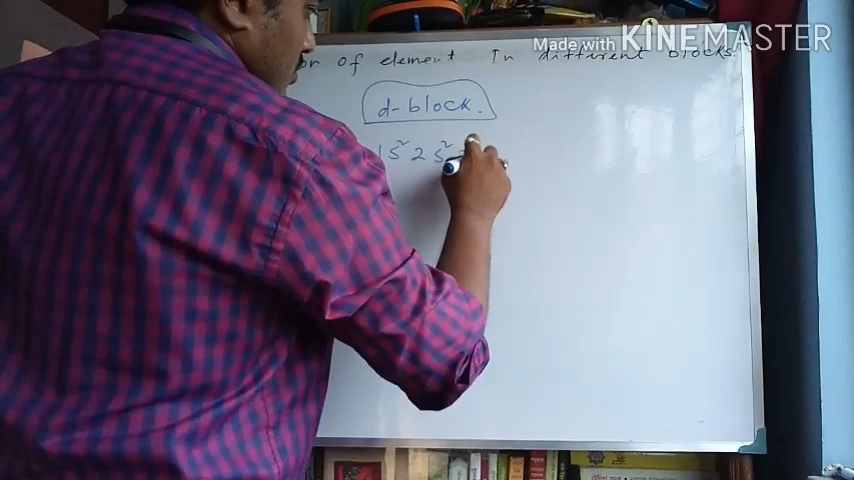 Made with KINEMASTER
of element In different blocks.
d-block.
1s² 2s²